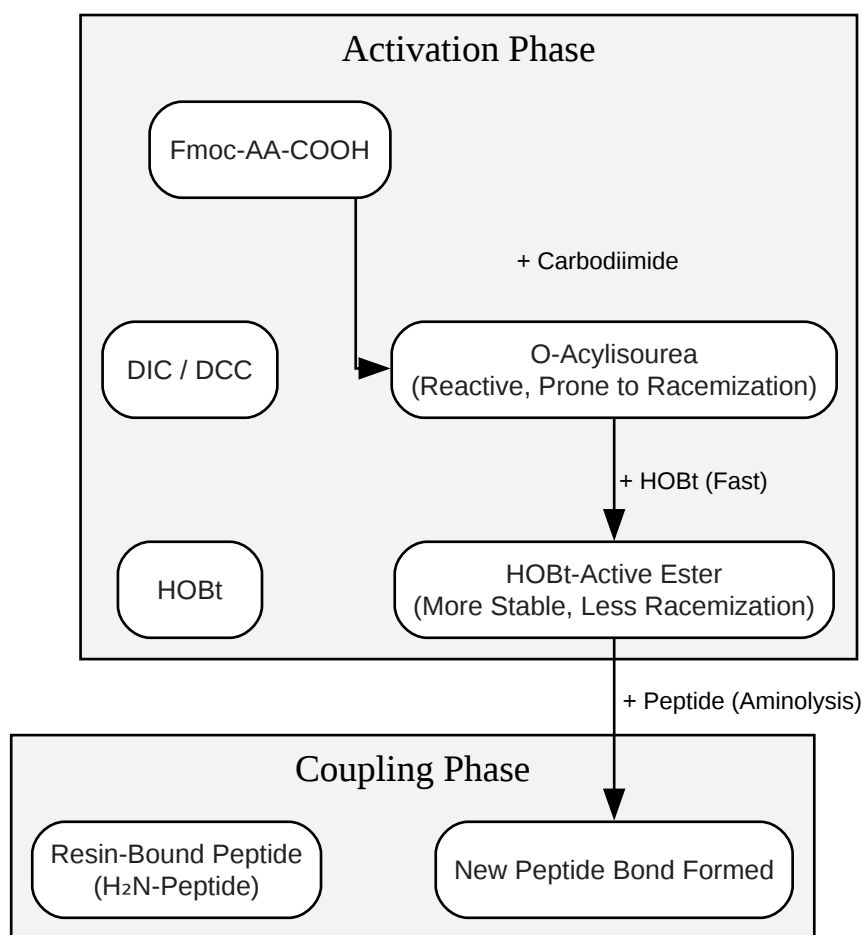 Activation Phase
Fmoc-AA-COOH
+ Carbodiimide
DIC / DCC
O-Acylisourea
(Reactive, Prone to Racemization)
+ HOBt (Fast)
HOBt
HOBt-Active Ester
(More Stable, Less Racemization)
+ Peptide (Aminolysis)
Coupling Phase
Resin-Bound Peptide
(H₂N-Peptide)
New Peptide Bond Formed